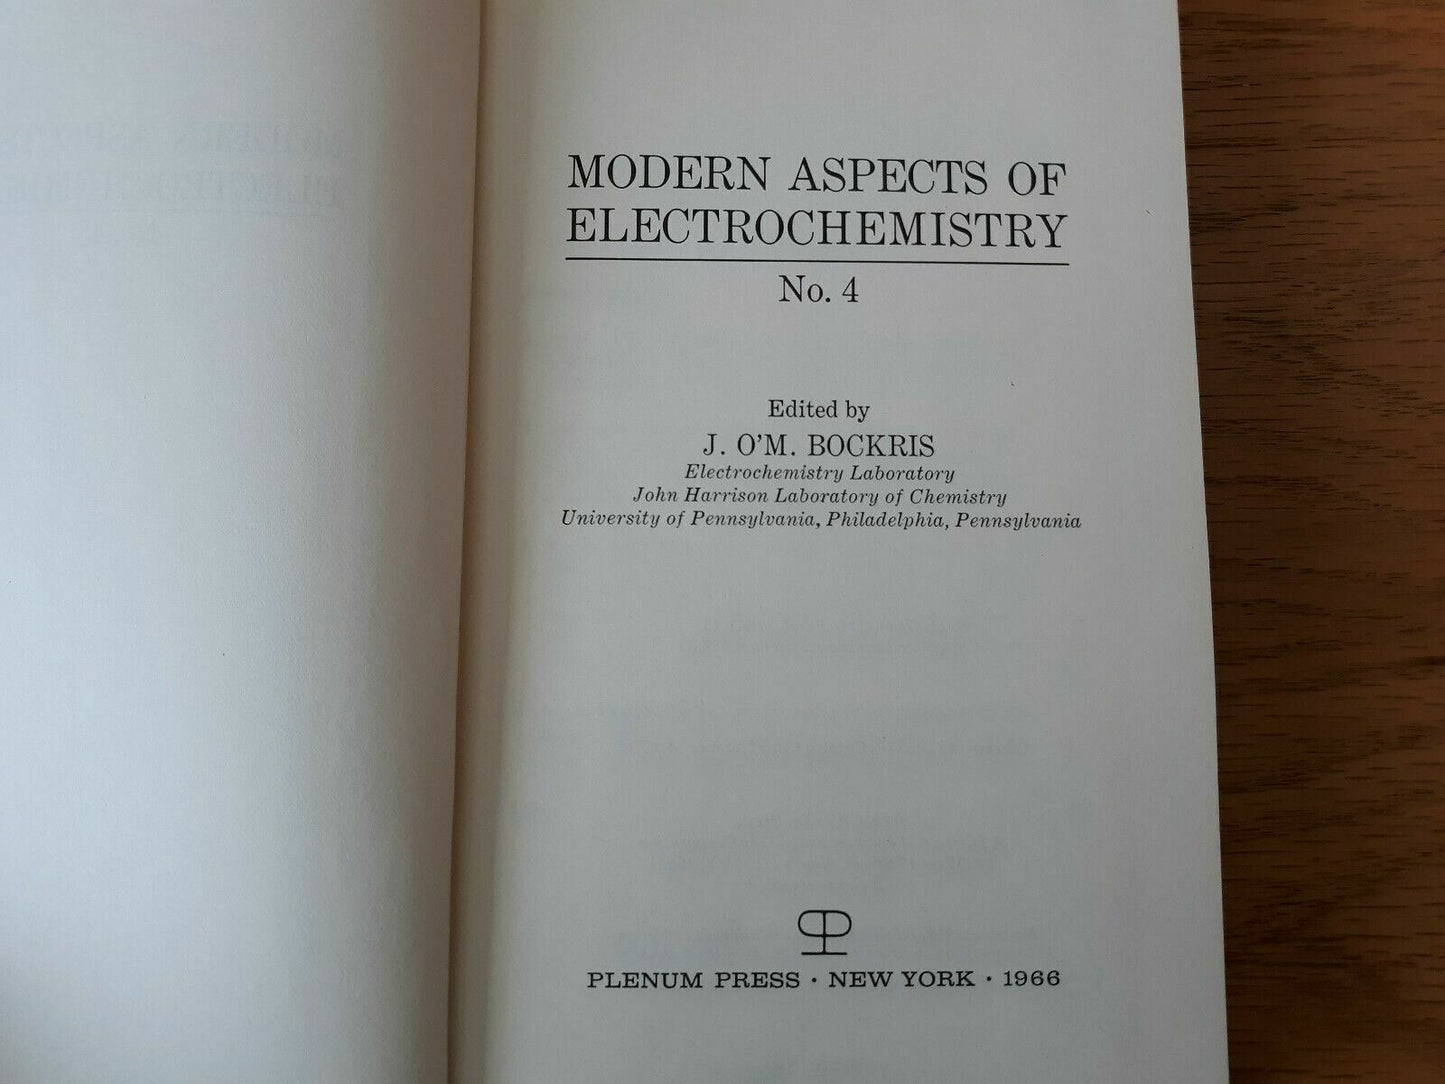 MODERN ASPECTS OF
ELECTROCHEMISTRY
No. 4
Edited by
J. O'M. BOCKRIS
Electrochemistry Laboratory
John Harrison Laboratory of Chemistry
University of Pennsylvania, Philadelphia, Pennsylvania
PLENUM PRESS · NEW YORK · 1966